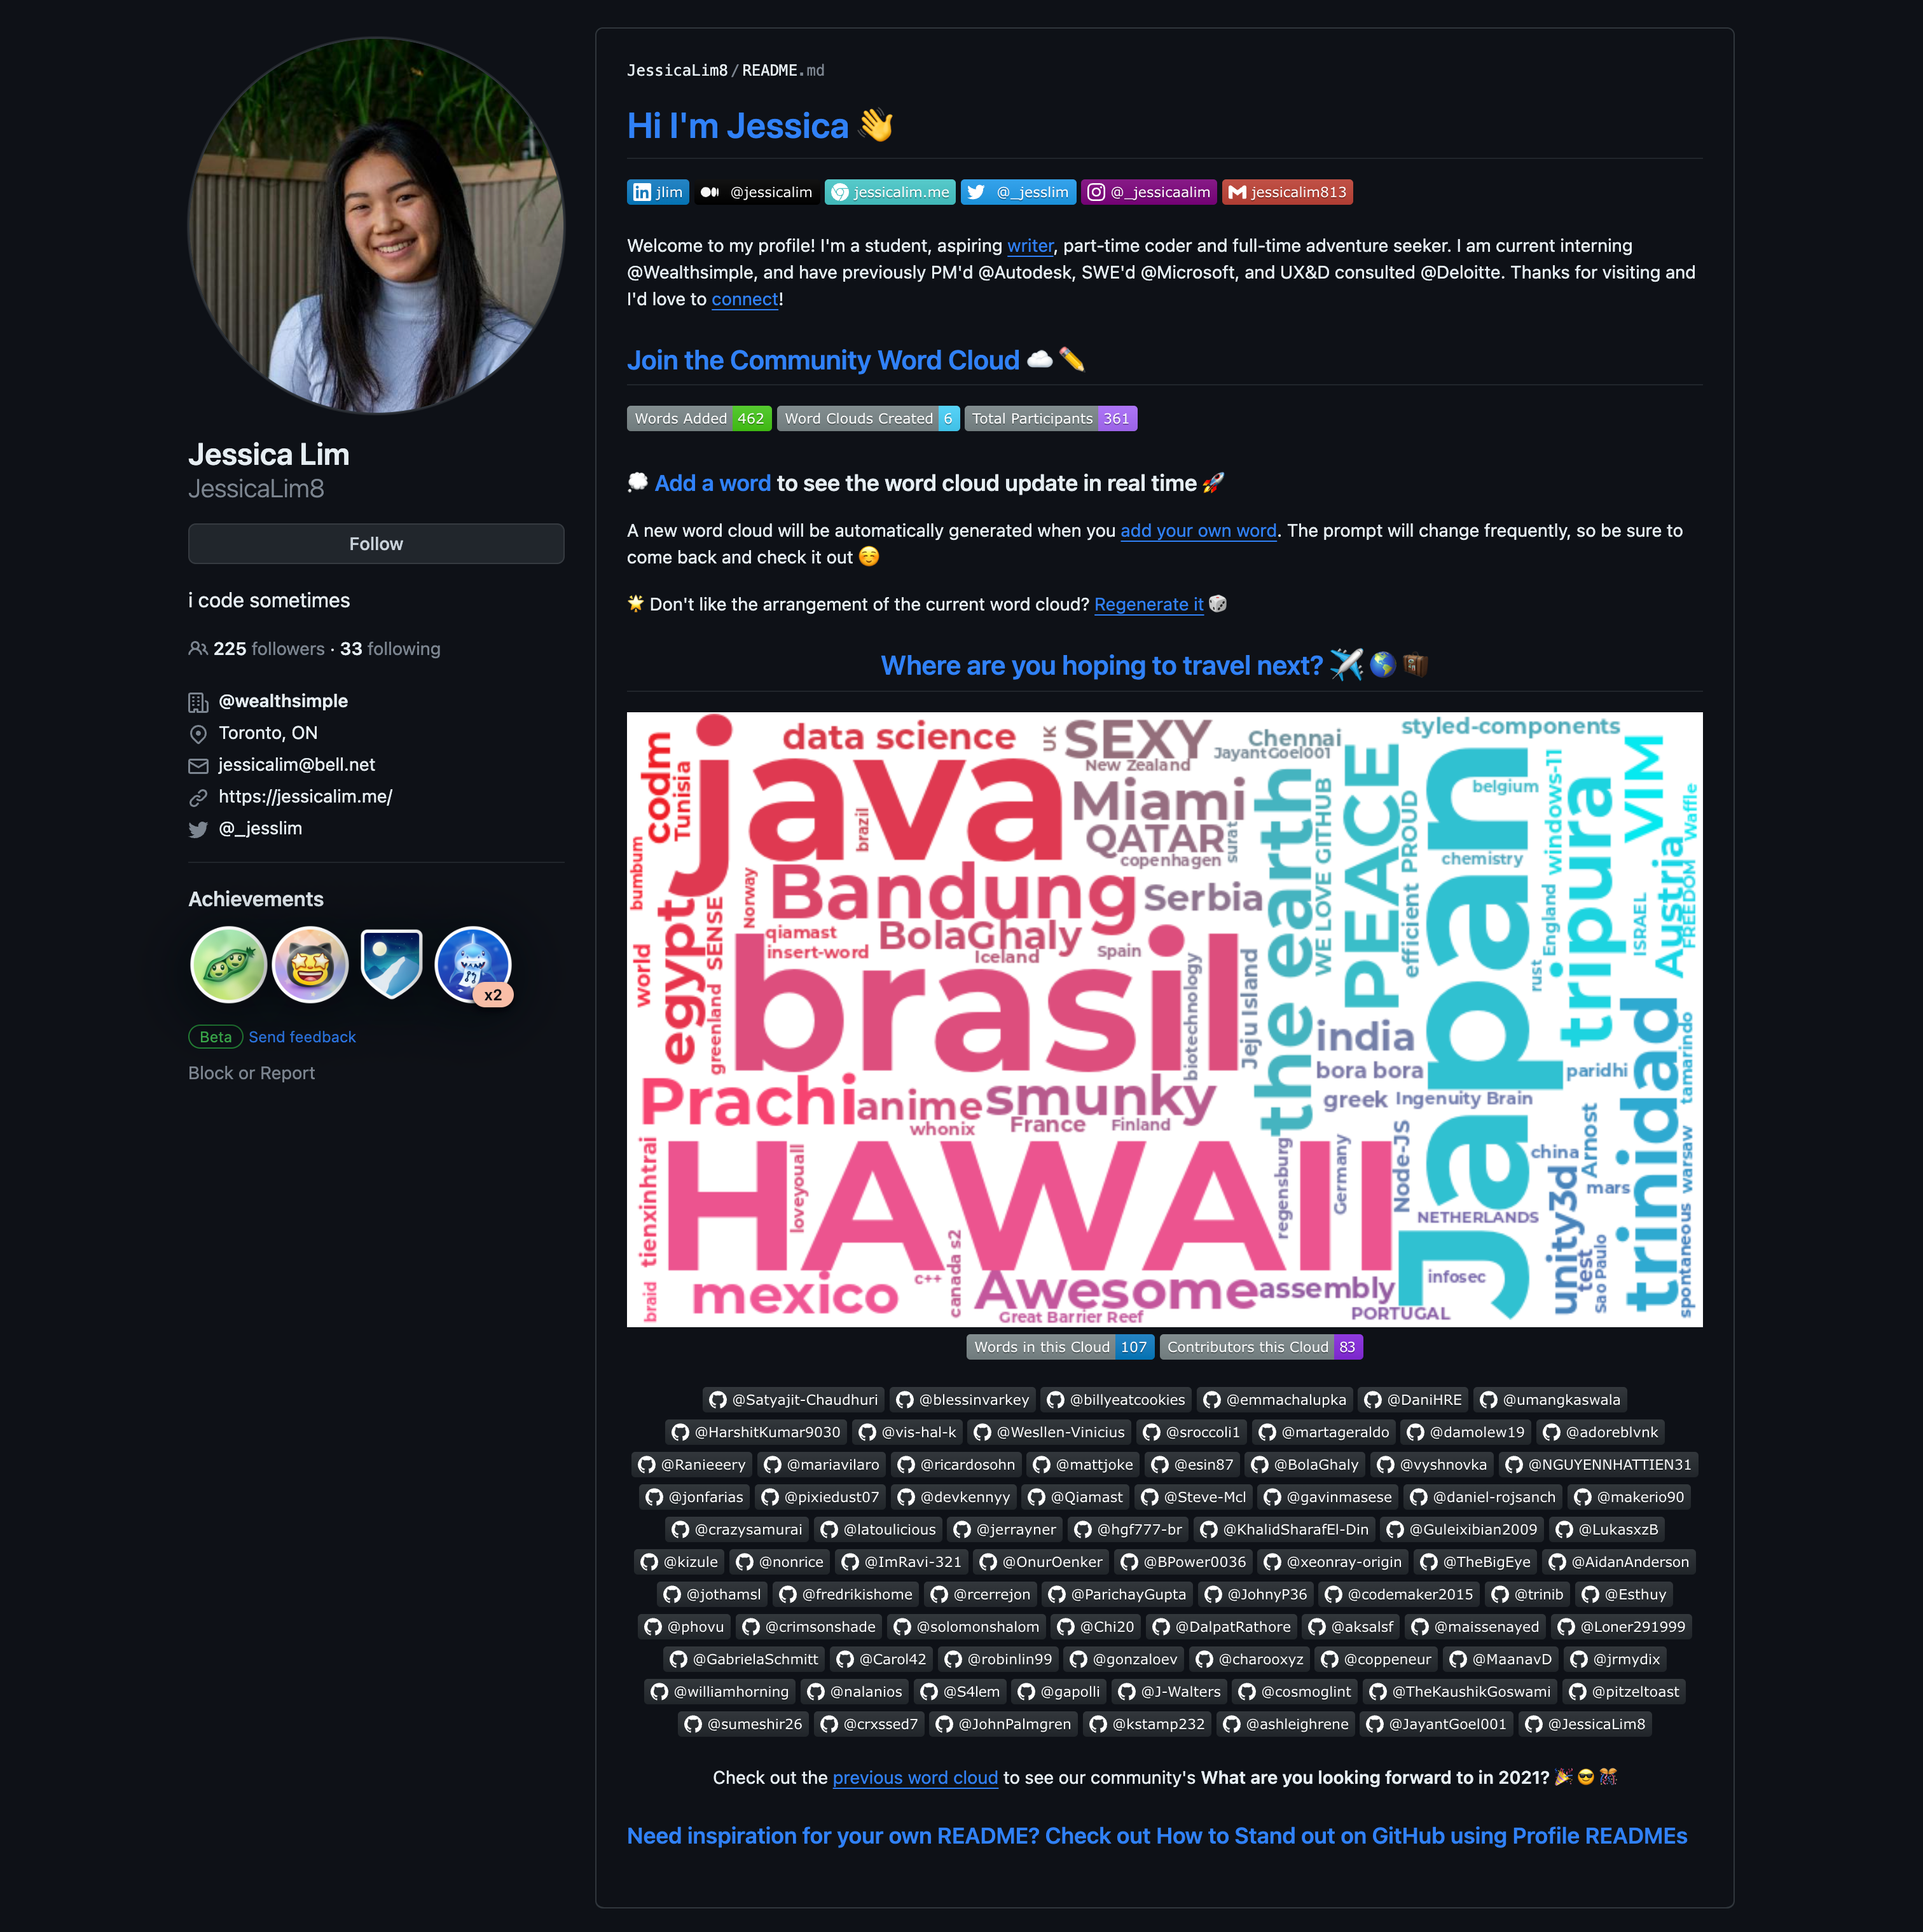 Jessica Lim
JessicaLim8
Follow
i code sometimes
225 followers · 33 following
@wealthsimple
Toronto, ON
jessicalim@bell.net
https://jessicalim.me/
@_jesslim
Achievements
x2
Beta Send feedback
Block or Report
JessicaLim8/README.md
Hi I'm Jessica 👋
jlim @jessicalim jessicalim.me @_jesslim @_jessicaalim jessicalim813
Welcome to my profile! I'm a student, aspiring writer, part-time coder and full-time adventure seeker. I am current interning
@Wealthsimple, and have previously PM'd @Autodesk, SWE'd @Microsoft, and UX&D consulted @Deloitte. Thanks for visiting and
I'd love to connect!
Join the Community Word Cloud ☁️ ✏️
Words Added 462 Word Clouds Created 6 Total Participants 361
💭 Add a word to see the word cloud update in real time 🚀
A new word cloud will be automatically generated when you add your own word. The prompt will change frequently, so be sure to
come back and check it out ☺️
🌟 Don't like the arrangement of the current word cloud? Regenerate it 🎲
Where are you hoping to travel next? ✈️ 🌎 🧳
codm
Tunisia
java
data science
UK
SEXY
New Zealand
Chennai
JayantGoel001
styled-components
VIM
Waffle
bumbum
brazil
Miami
QATAR
copenhagen
surat
the earth
WE LOVE GITHUB
PEACE
efficient PROUD
Japan
belgium
chemistry
windows-11
tripura
Austria
FREEDOM
ISRAEL
England
rust
Norway
Bandung
Serbia
egypt
SENSE
qiamast
insert-word
BolaGhaly
Iceland
Spain
world
greenland
brasil
biotechnology
Jeju Island
india
bora bora
greek
Ingenuity Brain
paridhi
trinidad
tamarindo
Prachi
anime
smunky
whonix
France
Finland
tienxinhtrai
HAWAII
loveyouall
regensburg
Germany
Node-JS
NETHERLANDS
china
Arnost
mars
warsaw
unity3d
test
Sao Paulo
spontaneous
braid
mexico
c++
canada s2
Awesome
Great Barrier Reef
assembly
PORTUGAL
infosec
Words in this Cloud 107 Contributors this Cloud 83
@Satyajit-Chaudhuri @blessinvarkey @billyeatcookies @emmachalupka @DaniHRE @umangkaswala
@HarshitKumar9030 @vis-hal-k @Wesllen-Vinicius @sroccoli1 @martageraldo @damolew19 @adoreblvnk
@Ranieeery @mariavilaro @ricardosohn @mattjoke @esin87 @BolaGhaly @vyshnovka @NGUYENNHATTIEN31
@jonfarias @pixiedust07 @devkennyy @Qiamast @Steve-Mcl @gavinmasese @daniel-rojsanch @makerio90
@crazysamurai @latoulicious @jerrayner @hgf777-br @KhalidSharafEl-Din @Guleixibian2009 @LukasxzB
@kizule @nonrice @ImRavi-321 @OnurOenker @BPower0036 @xeonray-origin @TheBigEye @AidanAnderson
@jothamsl @fredrikishome @rcerrejon @ParichayGupta @JohnyP36 @codemaker2015 @trinib @Esthuy
@phovu @crimsonshade @solomonshalom @Chi20 @DalpatRathore @aksalsf @maissenayed @Loner291999
@GabrielaSchmitt @Carol42 @robinlin99 @gonzaloev @charooxyz @coppeneur @MaanavD @jrmydix
@williamhorning @nalanios @S4lem @gapolli @J-Walters @cosmoglint @TheKaushikGoswami @pitzeltoast
@sumeshir26 @crxssed7 @JohnPalmgren @kstamp232 @ashleighrene @JayantGoel001 @JessicaLim8
Check out the previous word cloud to see our community's What are you looking forward to in 2021? 🎉 😎 🎊
Need inspiration for your own README? Check out How to Stand out on GitHub using Profile READMEs